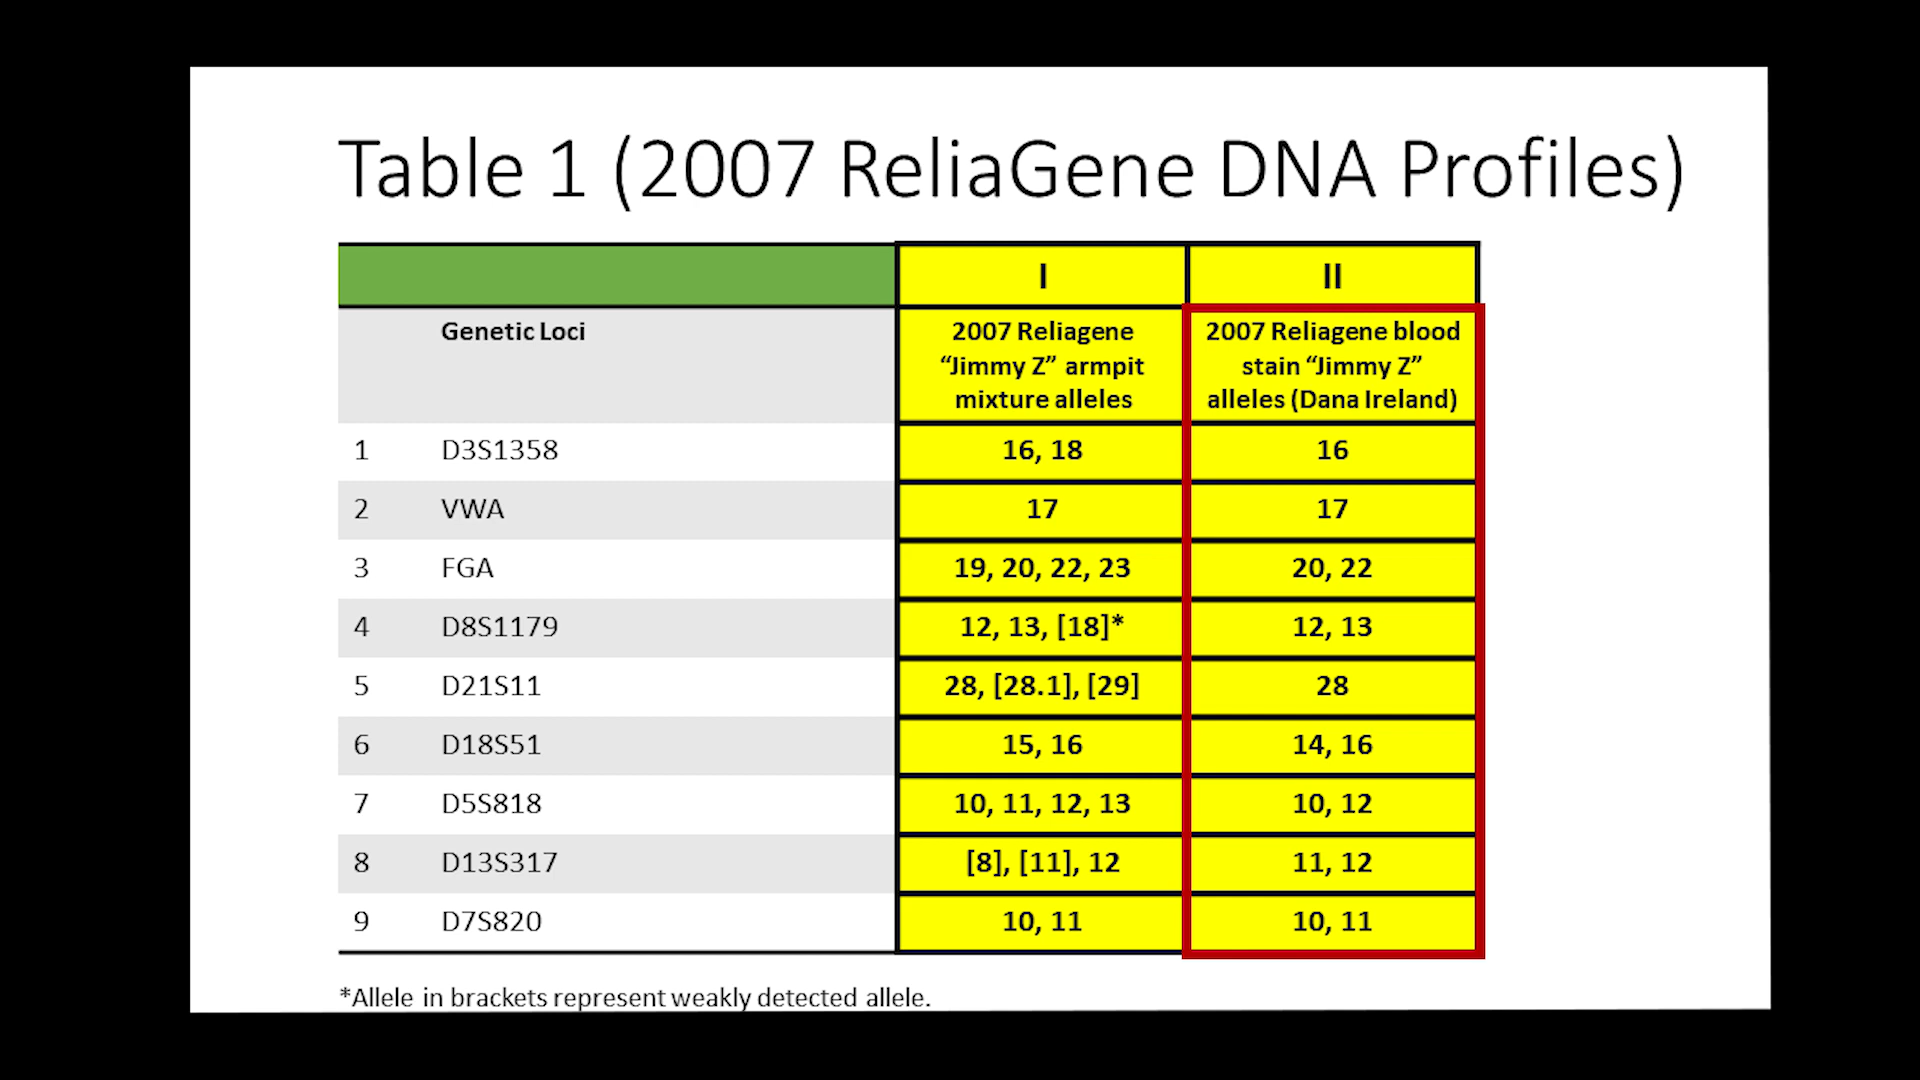 Table 1 (2007 ReliaGene DNA Profiles)
I II
Genetic Loci 2007 Reliagene 2007 Reliagene blood
“Jimmy Z” armpit stain “Jimmy Z”
mixture alleles alleles (Dana Ireland)
1 D3S1358 16, 18 16
2 VWA 17 17
3 FGA 19, 20, 22, 23 20, 22
4 D8S1179 12, 13, [18]* 12, 13
5 D21S11 28, [28.1], [29] 28
6 D18S51 15, 16 14, 16
7 D5S818 10, 11, 12, 13 10, 12
8 D13S317 [8], [11], 12 11, 12
9 D7S820 10, 11 10, 11
*Allele in brackets represent weakly detected allele.